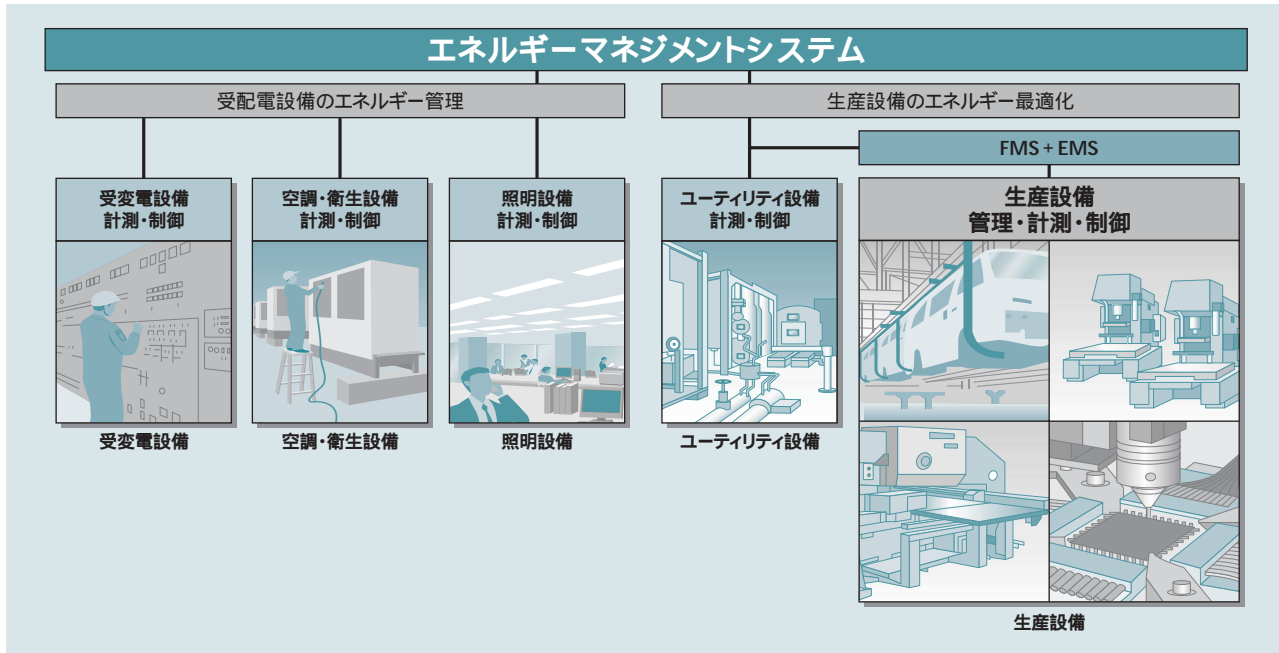 エネルギーマネジメントシステム
受配電設備のエネルギー管理
生産設備のエネルギー最適化
FMS + EMS
受変電設備
計測・制御
空調・衛生設備
計測・制御
照明設備
計測・制御
ユーティリティ設備
計測・制御
生産設備
管理・計測・制御
受変電設備
空調・衛生設備
照明設備
ユーティリティ設備
生産設備